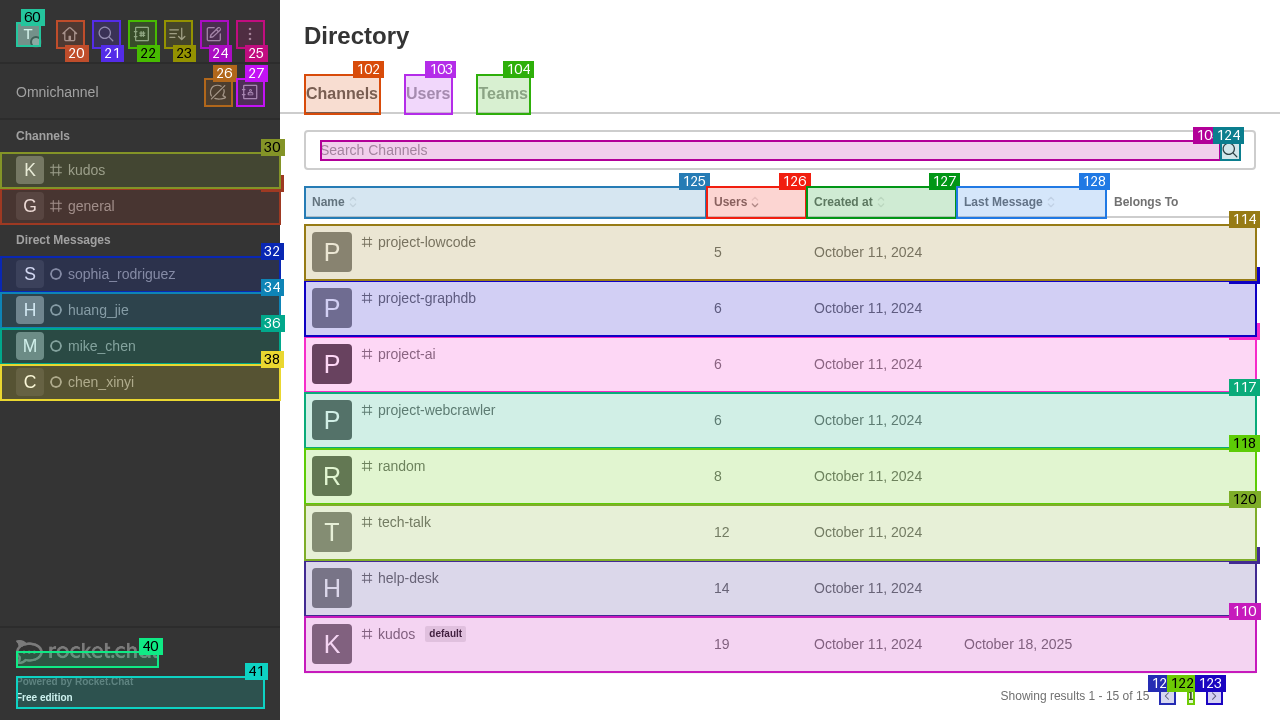 60
T
20
21
22
23
24
25
26
27
Omnichannel
Channels
30
K kudos
G general
Direct Messages
32
S sophia_rodriguez
34
H huang_jie
36
M mike_chen
38
C chen_xinyi
40
rocket.chat
41
Powered by Rocket.Chat
Free edition
Directory
102
103
104
Channels
Users
Teams
Search Channels
124
125
126
127
128
Name
Users
Created at
Last Message
Belongs To
114
P project-lowcode 5 October 11, 2024
P project-graphdb 6 October 11, 2024
P project-ai 6 October 11, 2024
117
P project-webcrawler 6 October 11, 2024
118
R random 8 October 11, 2024
120
T tech-talk 12 October 11, 2024
H help-desk 14 October 11, 2024
110
K kudos default 19 October 11, 2024 October 18, 2025
122
123
Showing results 1 - 15 of 15
1